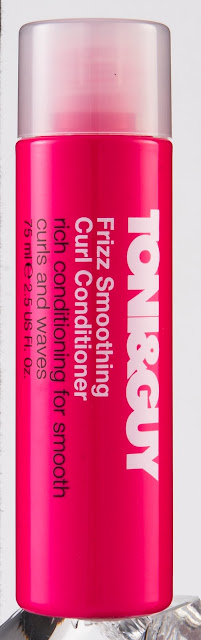 TONI&GUY
Frizz Smoothing
Curl Conditioner
rich conditioning for smooth
curls and waves
75 ml ℮ 2.5 US Fl. Oz.